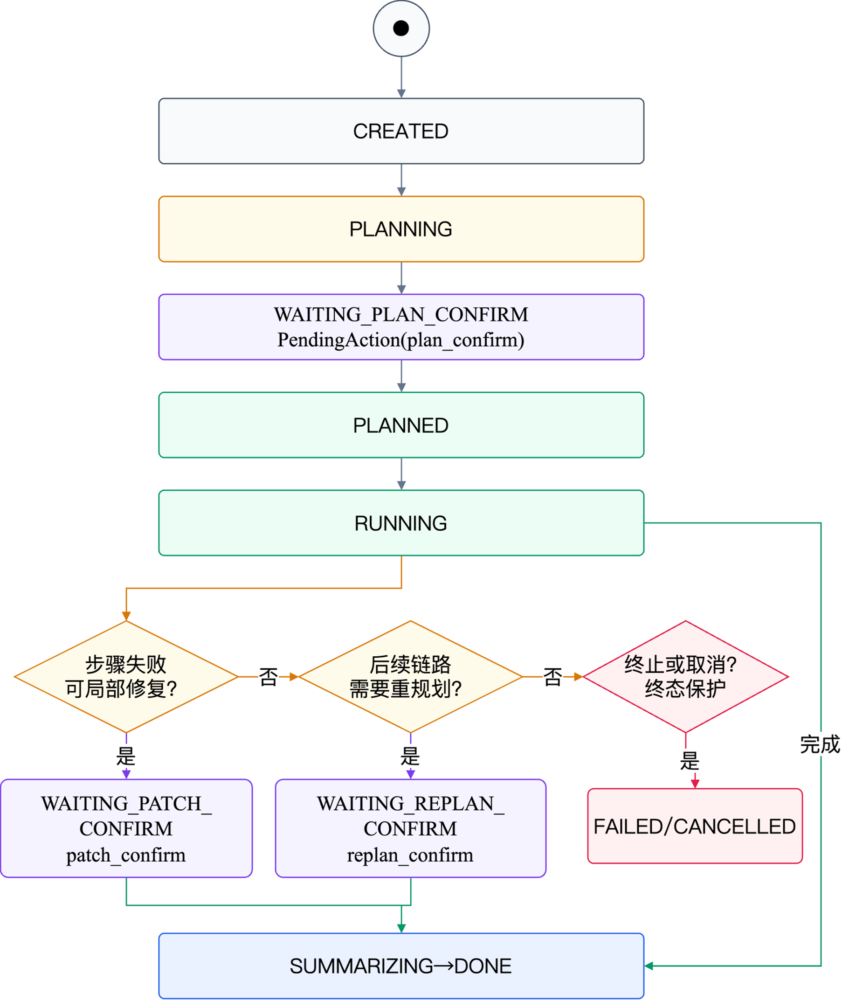 CREATED
PLANNING
WAITING_PLAN_CONFIRM
PendingAction(plan_confirm)
PLANNED
RUNNING
步骤失败
可局部修复?
否
后续链路
需要重规划?
否
终止或取消?
终态保护
是
是
是
完成
WAITING_PATCH_
CONFIRM
patch_confirm
WAITING_REPLAN_
CONFIRM
replan_confirm
FAILED/CANCELLED
SUMMARIZING→DONE